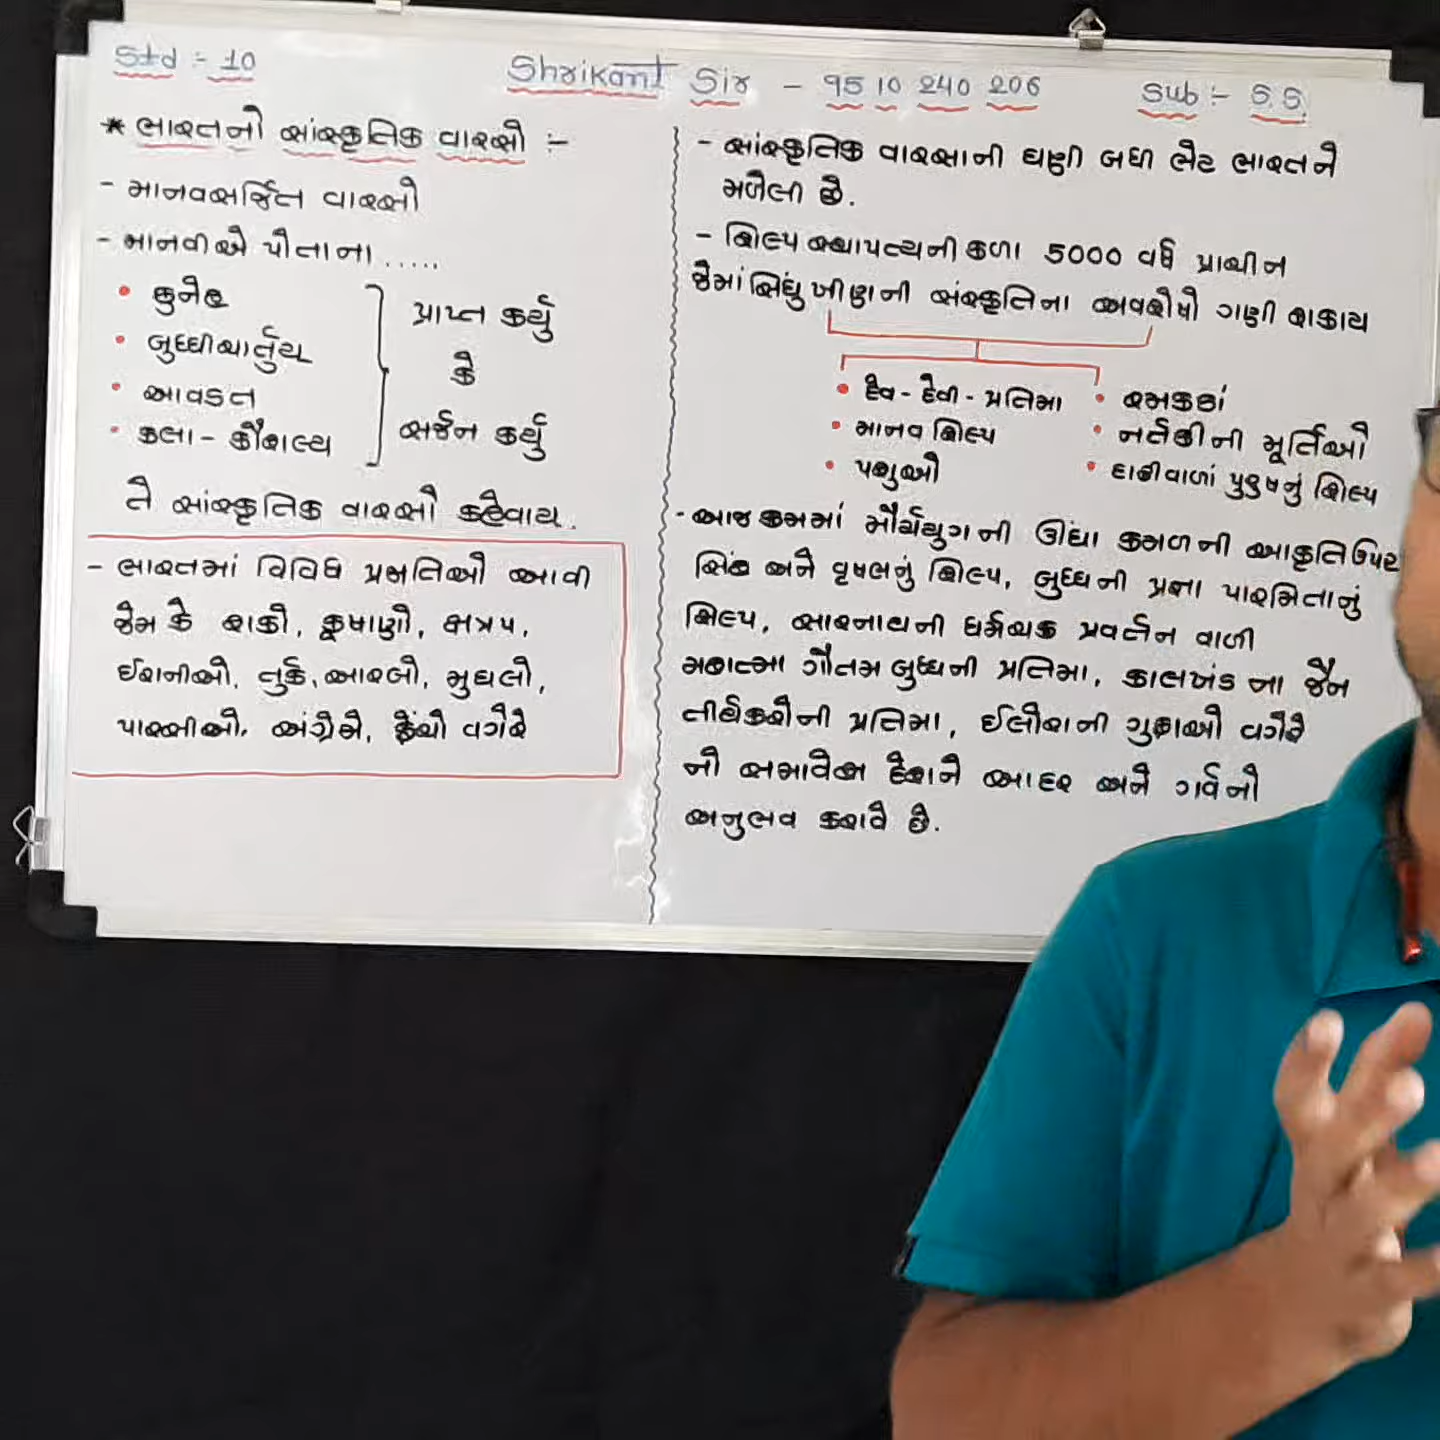 Std :- 10
Shrikant Sir - 95 10 240 206
Sub :- S.S.
* ભારતનો સાંસ્કૃતિક વારસો :-
- માનવસર્જિત વારસો
- માનવીએ પોતાના .....
• કુનેહ
• બુધ્ધીચાર્તુય
• આવડત
• કલા - કૌશલ્ય
પ્રાપ્ત કર્યુ
કે
સર્જન કર્યુ
તે સાંસ્કૃતિક વારસો કહેવાય.
- ભારતમાં વિવિધ પ્રજાતિઓ આવી
જેમ કે શકો, કૂષાણો, ક્ષત્રપ,
ઈરાનીઓ, તુર્ક, આરબો, મુઘલો,
પારસીઓ, અંગ્રેજો, ફ્રેંચો વગેરે
- સાંસ્કૃતિક વારસાની ઘણી બધી ભેટ ભારતને
મળેલી છે.
- શિલ્પ સ્થાપત્યની કળા 5000 વર્ષ પ્રાચીન
જેમાં સિંધુ ખીણની સંસ્કૃતિના અવશેષો ગણી શકાય
• દેવ - દેવી - પ્રતિમા
• માનવ શિલ્પ
• પશુઓ
• રમકડાં
• નર્તકીની મૂર્તિઓ
• દાઢીવાળાં પુરુષનું શિલ્પ
- આજ ક્રમમાં મૌર્યયુગની ઊંધા કમળની આકૃતિ ઉપર
સિંહ અને વૃષભનું શિલ્પ, બુધ્ધની પ્રજ્ઞા પારમિતાનું
શિલ્પ, સારનાથની ધર્મચક્ર પ્રવર્તન વાળી
મહાત્મા ગૌતમ બુધ્ધની પ્રતિમા, કાલખંડ ના જૈન
તીર્થકરોની પ્રતિમા, ઈલોરાની ગુફાઓ વગેરે
નો સમાવેશ દેશને આદર અને ગર્વનો
અનુભવ કરાવે છે.